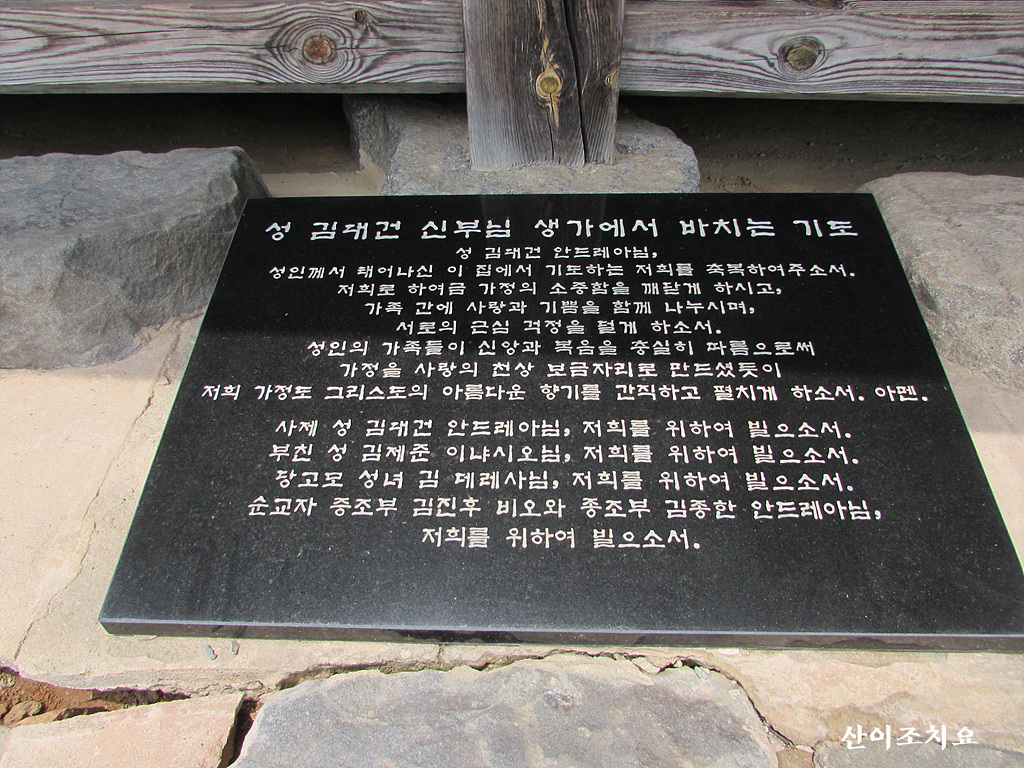 성 김대건 신부님 생가에서 바치는 기도
성 김대건 안드레아님,
성인께서 태어나신 이 집에서 기도하는 저희를 축복하여주소서.
저희로 하여금 가정의 소중함을 깨닫게 하시고,
가족 간에 사랑과 기쁨을 함께 나누시며,
서로의 근심 걱정을 덜게 하소서.
성인의 가족들이 신앙과 복음을 충실히 따름으로써
가정을 사랑의 천상 보금자리로 만드셨듯이
저희 가정도 그리스도의 아름다운 향기를 간직하고 펼치게 하소서. 아멘.
사제 성 김대건 안드레아님, 저희를 위하여 빌으소서.
부친 성 김제준 이냐시오님, 저희를 위하여 빌으소서.
당고모 성녀 김 데레사님, 저희를 위하여 빌으소서.
순교자 증조부 김진후 비오와 종조부 김종한 안드레아님,
저희를 위하여 빌으소서.
산이조치요